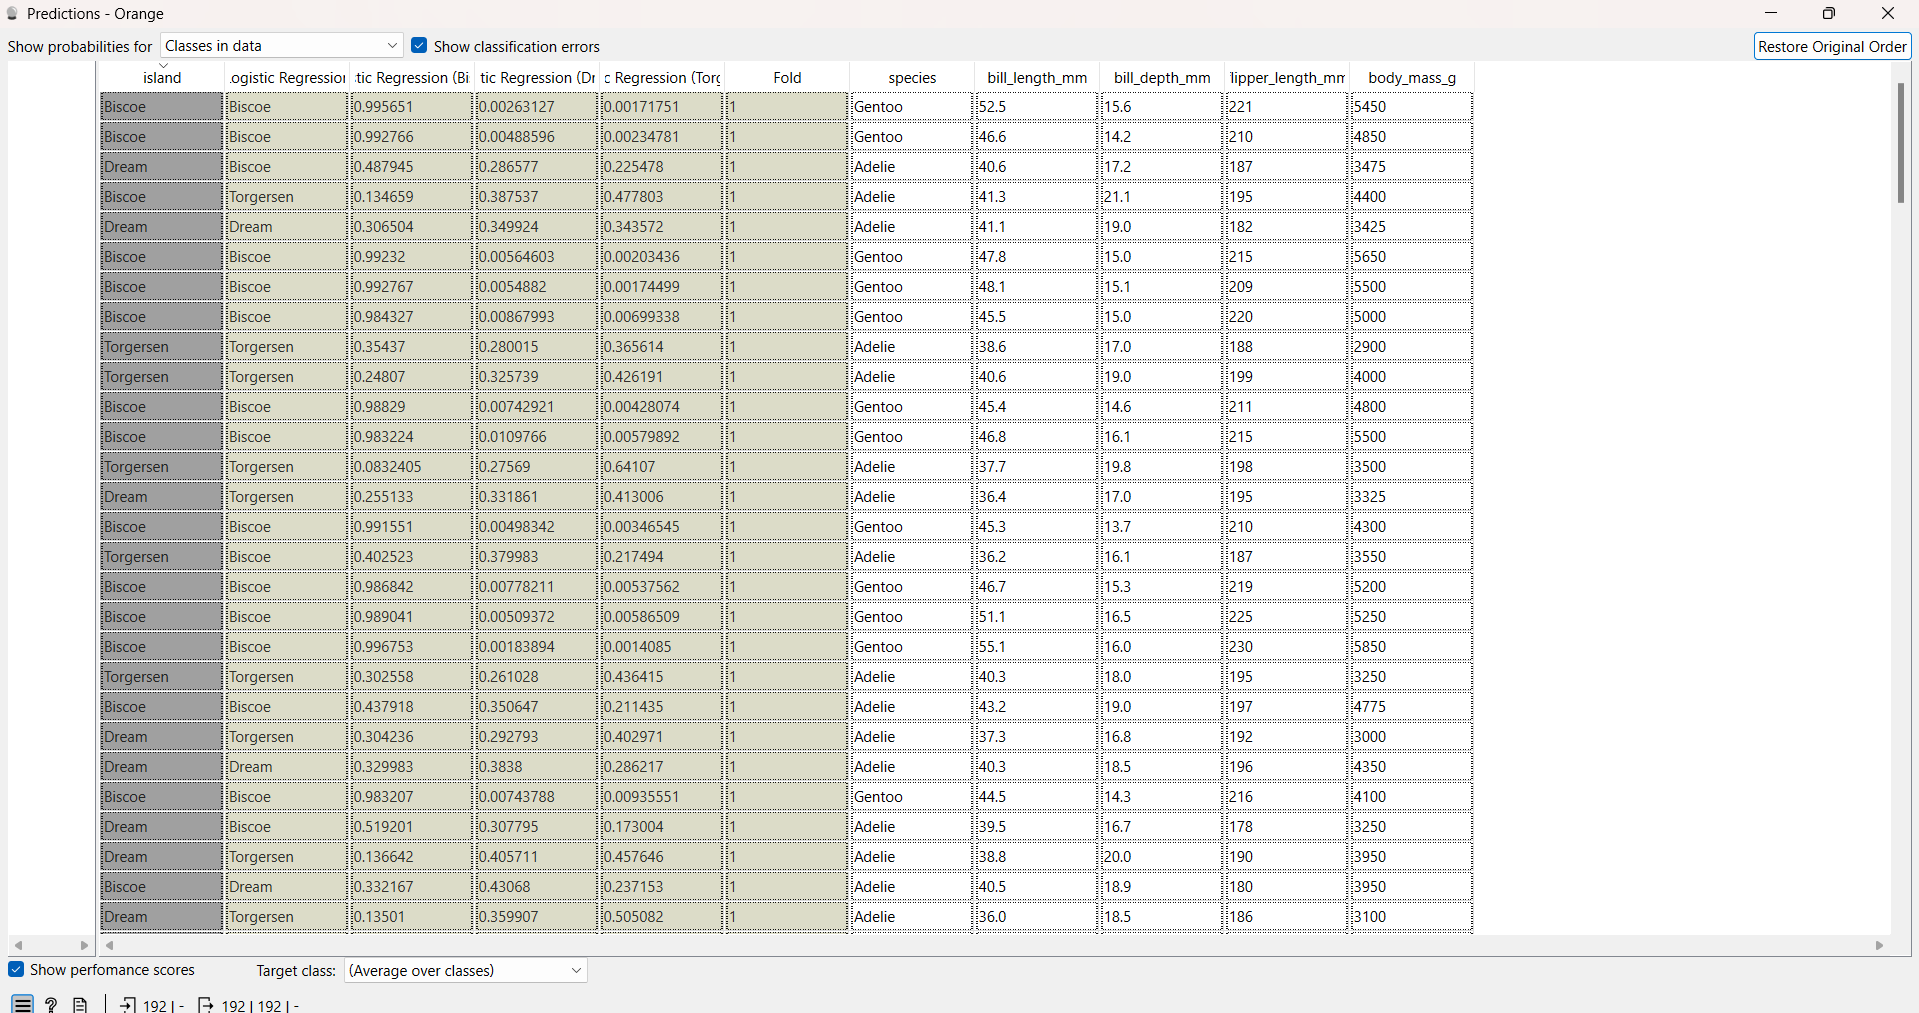 Predictions - Orange
Show probabilities for Classes in data Show classification errors Restore Original Order
island .ogistic Regression tic Regression (Bi tic Regression (Dr c Regression (Torg Fold species bill_length_mm bill_depth_mm lipper_length_mm body_mass_g
Biscoe Biscoe 0.995651 0.00263127 0.00171751 1 Gentoo 52.5 15.6 221 5450
Biscoe Biscoe 0.992766 0.00488596 0.00234781 1 Gentoo 46.6 14.2 210 4850
Dream Biscoe 0.487945 0.286577 0.225478 1 Adelie 40.6 17.2 187 3475
Biscoe Torgersen 0.134659 0.387537 0.477803 1 Adelie 41.3 21.1 195 4400
Dream Dream 0.306504 0.349924 0.343572 1 Adelie 41.1 19.0 182 3425
Biscoe Biscoe 0.99232 0.00564603 0.00203436 1 Gentoo 47.8 15.0 215 5650
Biscoe Biscoe 0.992767 0.0054882 0.00174499 1 Gentoo 48.1 15.1 209 5500
Biscoe Biscoe 0.984327 0.00867993 0.00699338 1 Gentoo 45.5 15.0 220 5000
Torgersen Torgersen 0.35437 0.280015 0.365614 1 Adelie 38.6 17.0 188 2900
Torgersen Torgersen 0.24807 0.325739 0.426191 1 Adelie 40.6 19.0 199 4000
Biscoe Biscoe 0.98829 0.00742921 0.00428074 1 Gentoo 45.4 14.6 211 4800
Biscoe Biscoe 0.983224 0.0109766 0.00579892 1 Gentoo 46.8 16.1 215 5500
Torgersen Torgersen 0.0832405 0.27569 0.64107 1 Adelie 37.7 19.8 198 3500
Dream Torgersen 0.255133 0.331861 0.413006 1 Adelie 36.4 17.0 195 3325
Biscoe Biscoe 0.991551 0.00498342 0.00346545 1 Gentoo 45.3 13.7 210 4300
Torgersen Biscoe 0.402523 0.379983 0.217494 1 Adelie 36.2 16.1 187 3550
Biscoe Biscoe 0.986842 0.00778211 0.00537562 1 Gentoo 46.7 15.3 219 5200
Biscoe Biscoe 0.989041 0.00509372 0.00586509 1 Gentoo 51.1 16.5 225 5250
Biscoe Biscoe 0.996753 0.00183894 0.0014085 1 Gentoo 55.1 16.0 230 5850
Torgersen Torgersen 0.302558 0.261028 0.436415 1 Adelie 40.3 18.0 195 3250
Biscoe Biscoe 0.437918 0.350647 0.211435 1 Adelie 43.2 19.0 197 4775
Dream Torgersen 0.304236 0.292793 0.402971 1 Adelie 37.3 16.8 192 3000
Dream Dream 0.329983 0.3838 0.286217 1 Adelie 40.3 18.5 196 4350
Biscoe Biscoe 0.983207 0.00743788 0.00935551 1 Gentoo 44.5 14.3 216 4100
Dream Biscoe 0.519201 0.307795 0.173004 1 Adelie 39.5 16.7 178 3250
Dream Torgersen 0.136642 0.405711 0.457646 1 Adelie 38.8 20.0 190 3950
Biscoe Dream 0.332167 0.43068 0.237153 1 Adelie 40.5 18.9 180 3950
Dream Torgersen 0.13501 0.359907 0.505082 1 Adelie 36.0 18.5 186 3100
Show perfomance scores Target class: (Average over classes)
? 192 | - 192 | 192 | -